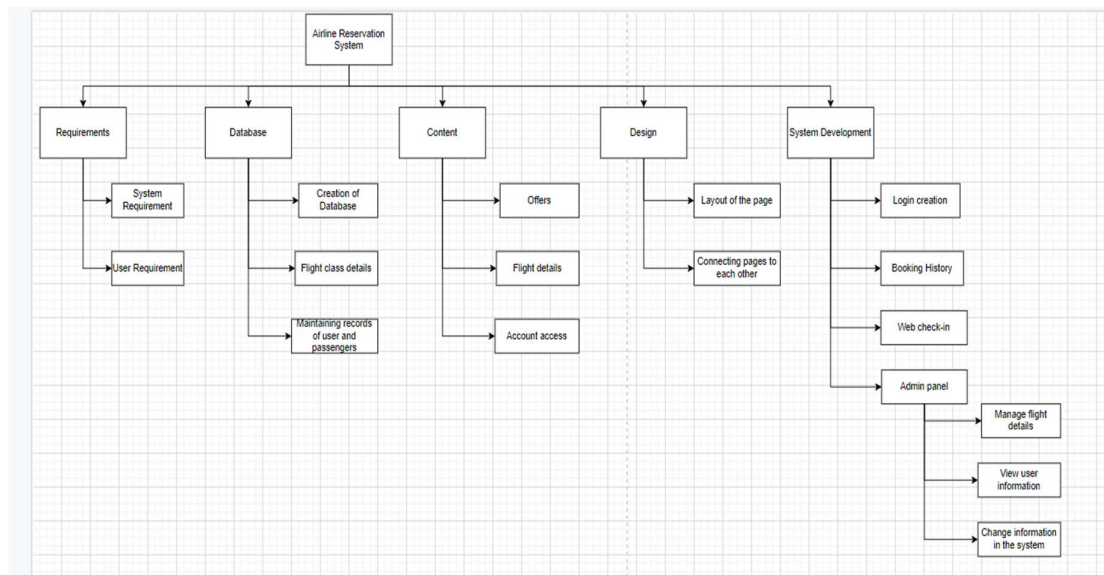 Airline Reservation
System
Requirements
Database
Content
Design
System Development
System
Requirement
Creation of
Database
Offers
Layout of the page
Login creation
User Requirement
Flight class details
Flight details
Connecting pages to
each other
Booking History
Maintaining records
of user and
passengers
Account access
Web check-in
Admin panel
Manage flight
details
View user
information
Change information
in the system